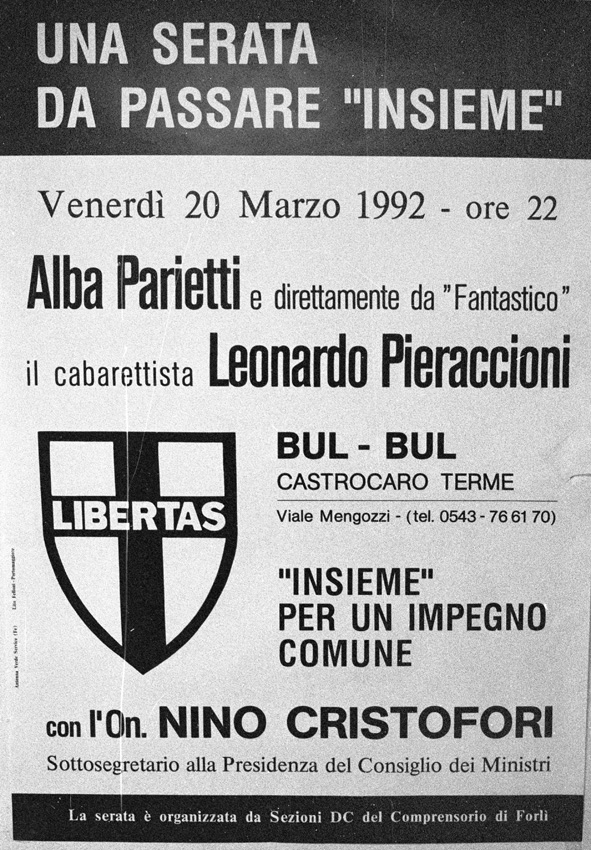 UNA SERATA
DA PASSARE "INSIEME"
Venerdì 20 Marzo 1992 - ore 22
Alba Parietti e direttamente da "Fantastico"
il cabarettista Leonardo Pieraccioni
LIBERTAS
BUL - BUL
CASTROCARO TERME
Viale Mengozzi - (tel. 0543 - 76 61 70)
"INSIEME"
PER UN IMPEGNO
COMUNE
con l'On. NINO CRISTOFORI
Sottosegretario alla Presidenza del Consiglio dei Ministri
La serata è organizzata da Sezioni DC del Comprensorio di Forlì